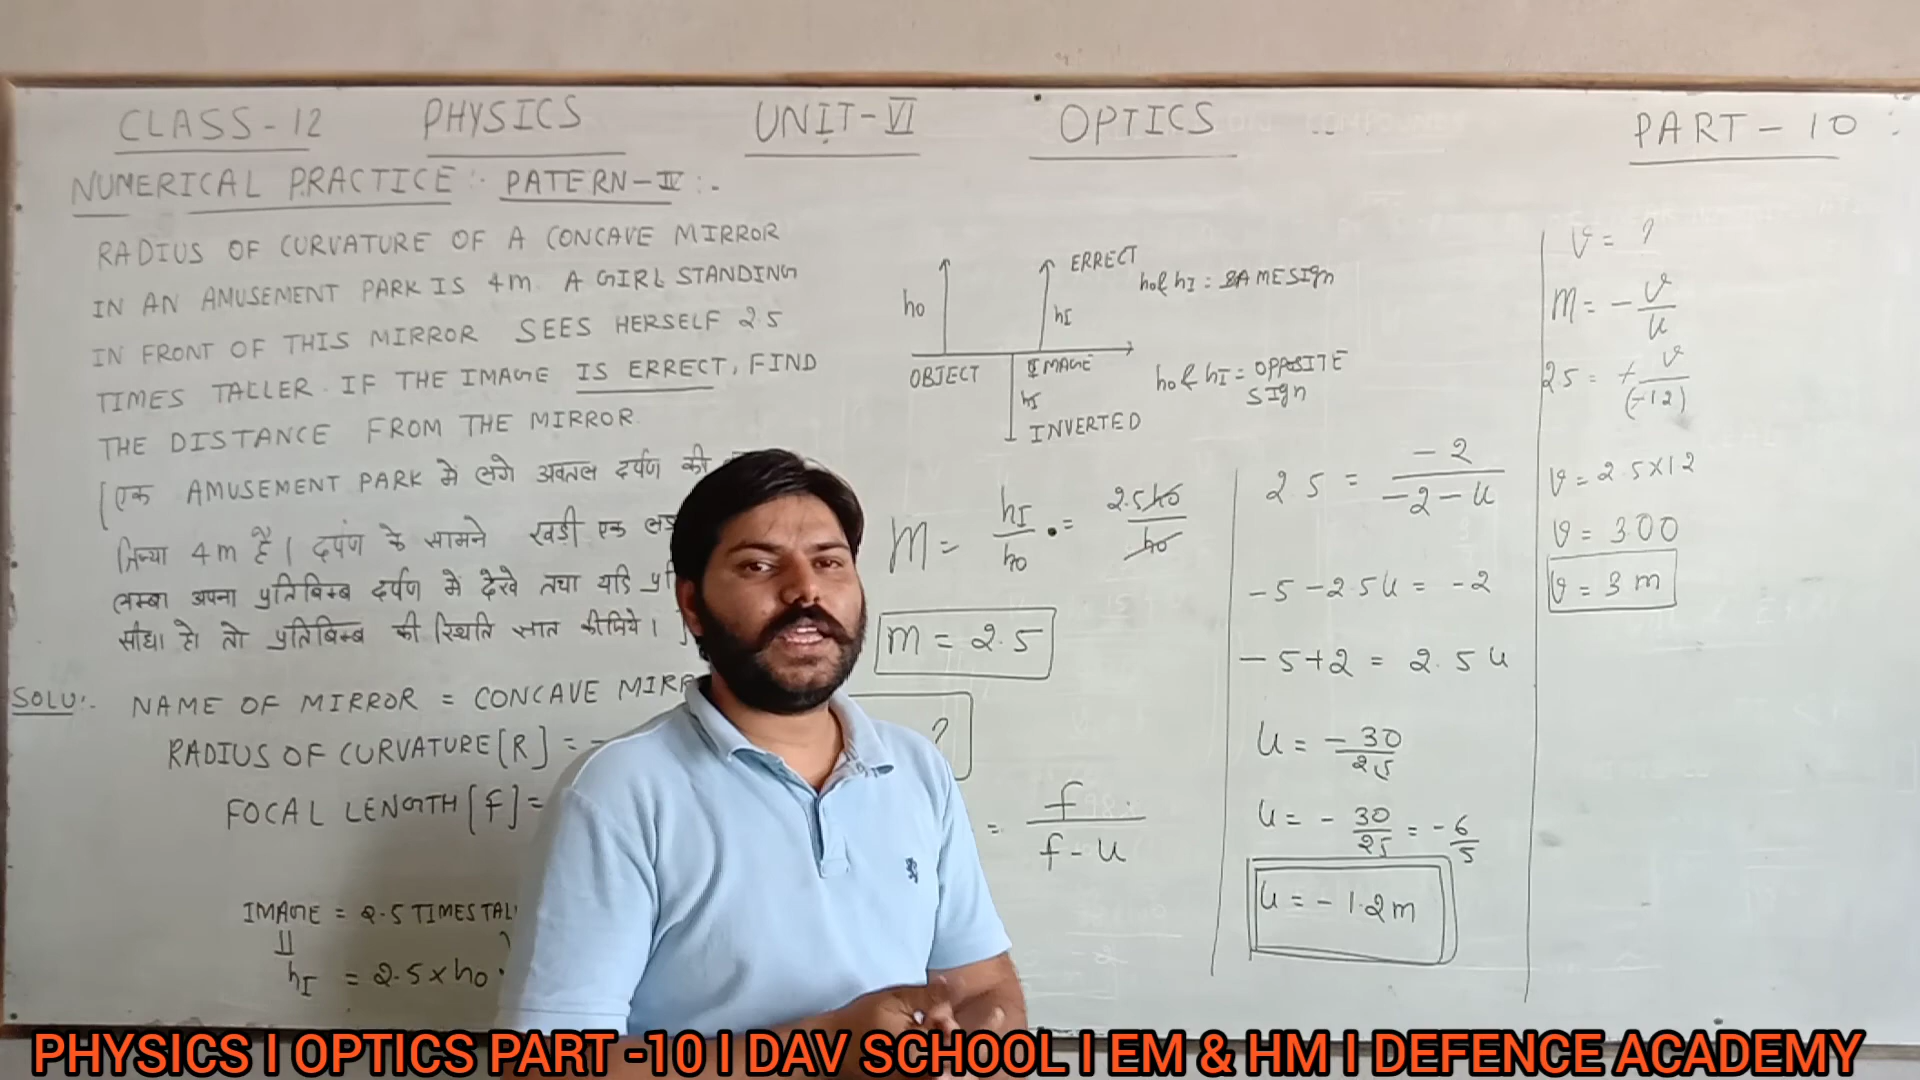 CLASS-12 PHYSICS UNIT-VI OPTICS PART-10
NUMERICAL PRACTICE:- PATERN-IV:-
RADIUS OF CURVATURE OF A CONCAVE MIRROR
IN AN AMUSEMENT PARK IS 4m. A GIRL STANDING
IN FRONT OF THIS MIRROR SEES HERSELF 2.5
TIMES TALLER. IF THE IMAGE IS ERRECT, FIND
THE DISTANCE FROM THE MIRROR.
[एक AMUSEMENT PARK में लगे अवतल दर्पण की
त्रिज्या 4m है। दर्पण के सामने खड़ी एक
लम्बा अपना प्रतिबिम्ब दर्पण में देखे तथा यदि
सीधा हो तो प्रतिबिम्ब की स्थिति ज्ञात कीजिये।]
SOLU:- NAME OF MIRROR = CONCAVE
RADIUS OF CURVATURE [R] = -
FOCAL LENGTH [f] =
IMAGE = 2.5 TIMES
hI = 2.5 x ho
ho
OBJECT
ERRECT
hI
IMAGE
hI
INVERTED
ho & hI = SAME SIgn
ho & hI = OPPOSITE
SIgn
m = hI/ho = 2.5ho/ho
m = 2.5
?
= f/f-u
2.5 = -2/-2-u
-5-2.5u = -2
-5+2 = 2.5u
u = -30/25
u = -30/25 = -6/5
u = -1.2m
v = ?
m = -v/u
2.5 = +v/(-12)
v = 2.5x12
v = 3.00
v = 3m
PHYSICS I OPTICS PART -10 I DAV SCHOOL I EM & HM I DEFENCE ACADEMY